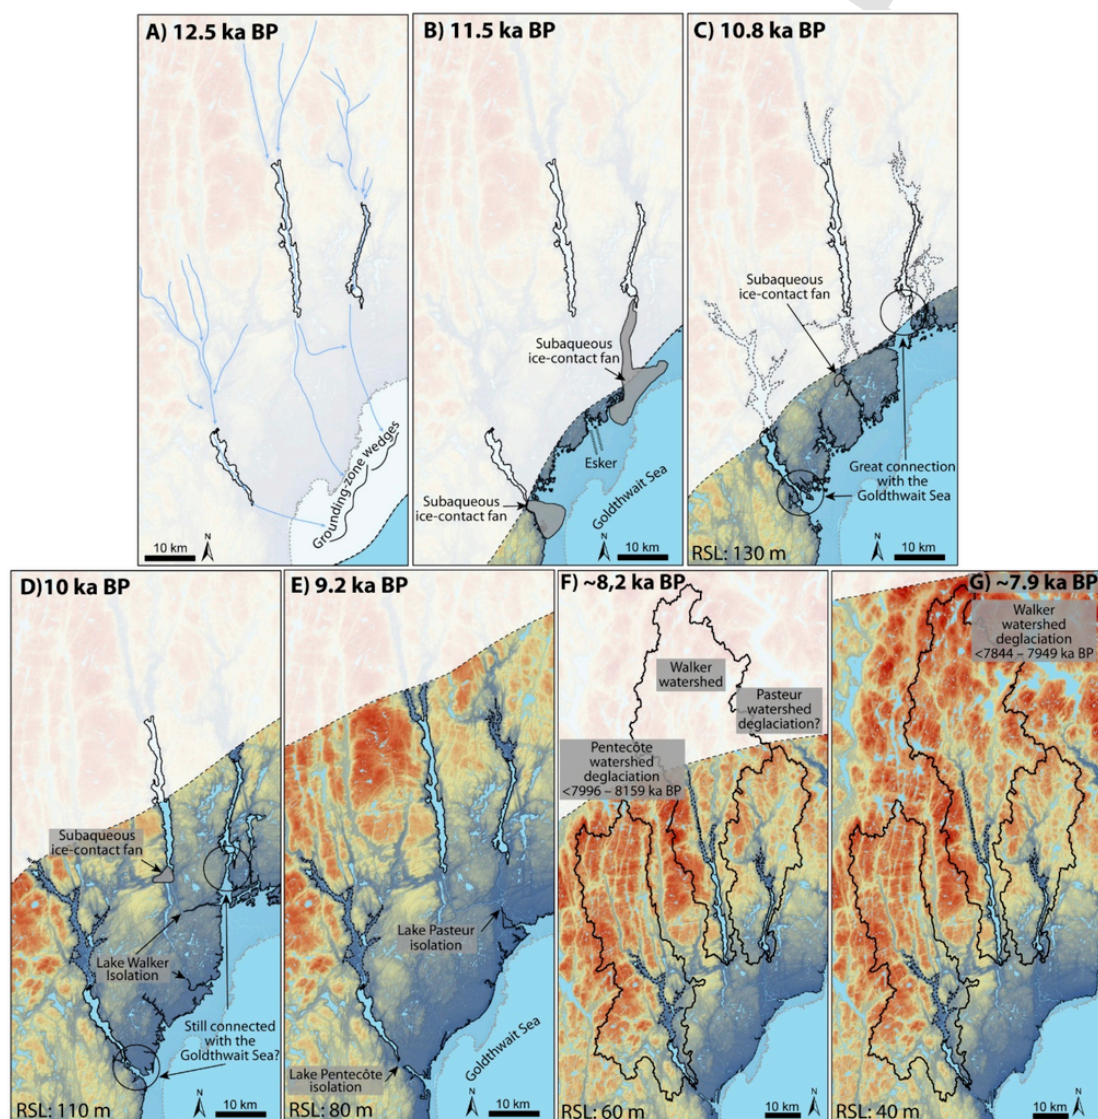 A) 12.5 ka BP
Grounding-zone wedges
10 km
N
B) 11.5 ka BP
Subaqueous
ice-contact fan
Esker
Subaqueous
ice-contact fan
Goldthwait Sea
10 km
N
C) 10.8 ka BP
Subaqueous
ice-contact fan
Great connection
with the
Goldthwait Sea
RSL: 130 m
N
10 km
D)10 ka BP
Subaqueous
ice-contact fan
Lake Walker
Isolation
Still connected
with the
Goldthwait Sea?
RSL: 110 m
N
10 km
E) 9.2 ka BP
Lake Pasteur
isolation
Lake Pentecôte
isolation
Goldthwait Sea
RSL: 80 m
N
10 km
F) ~8,2 ka BP
Walker
watershed
Pasteur
watershed
deglaciation?
Pentecôte
watershed
deglaciation
<7996 – 8159 ka BP
RSL: 60 m
N
10 km
G) ~7.9 ka BP
Walker
watershed
deglaciation
<7844 – 7949 ka BP
RSL: 40 m
N
10 km